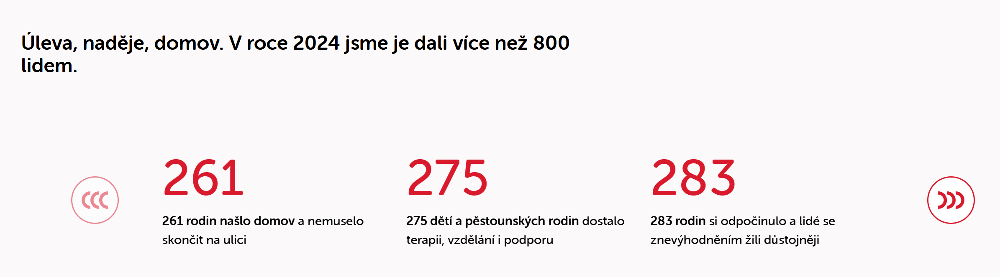 Úleva, naděje, domov. V roce 2024 jsme je dali více než 800
lidem.
261
261 rodin našlo domov a nemuselo
skončit na ulici
275
275 dětí a pěstounských rodin dostalo
terapii, vzdělání i podporu
283
283 rodin si odpočinulo a lidé se
znevýhodněním žili důstojněji